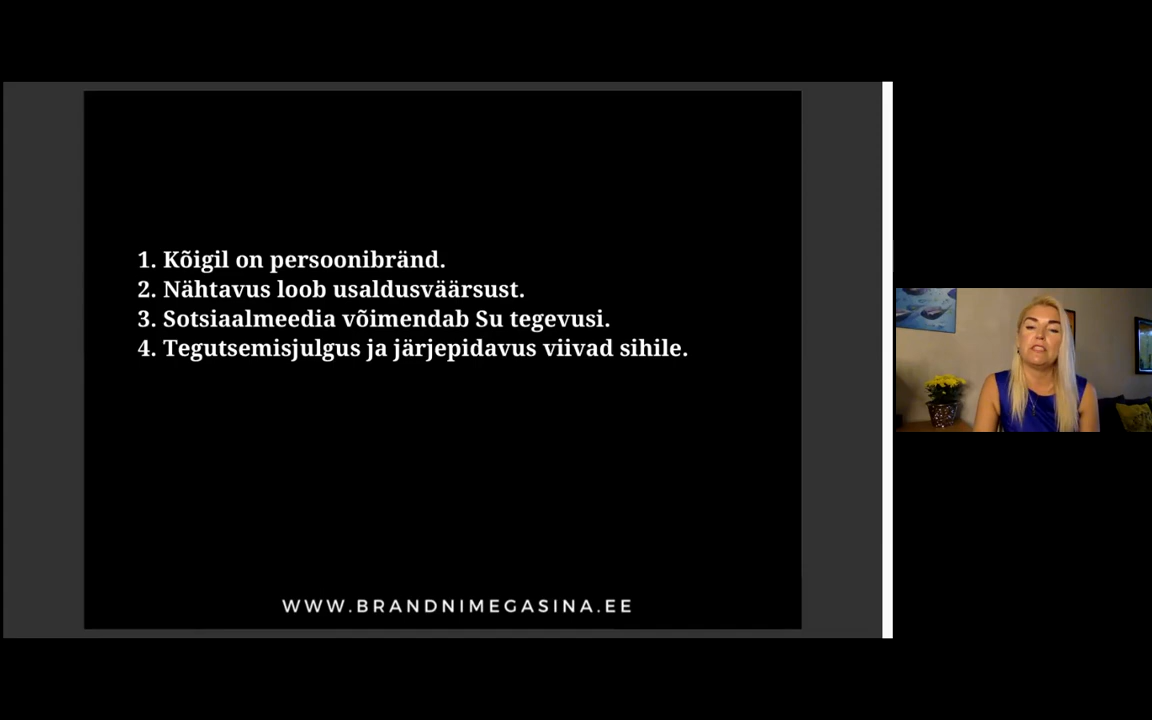 1. Kõigil on persoonibränd.
2. Nähtavus loob usaldusväärsust.
3. Sotsiaalmeedia võimendab Su tegevusi.
4. Tegutsemisjulgus ja järjepidavus viivad sihile.
WWW.BRANDNIMEGASINA.EE